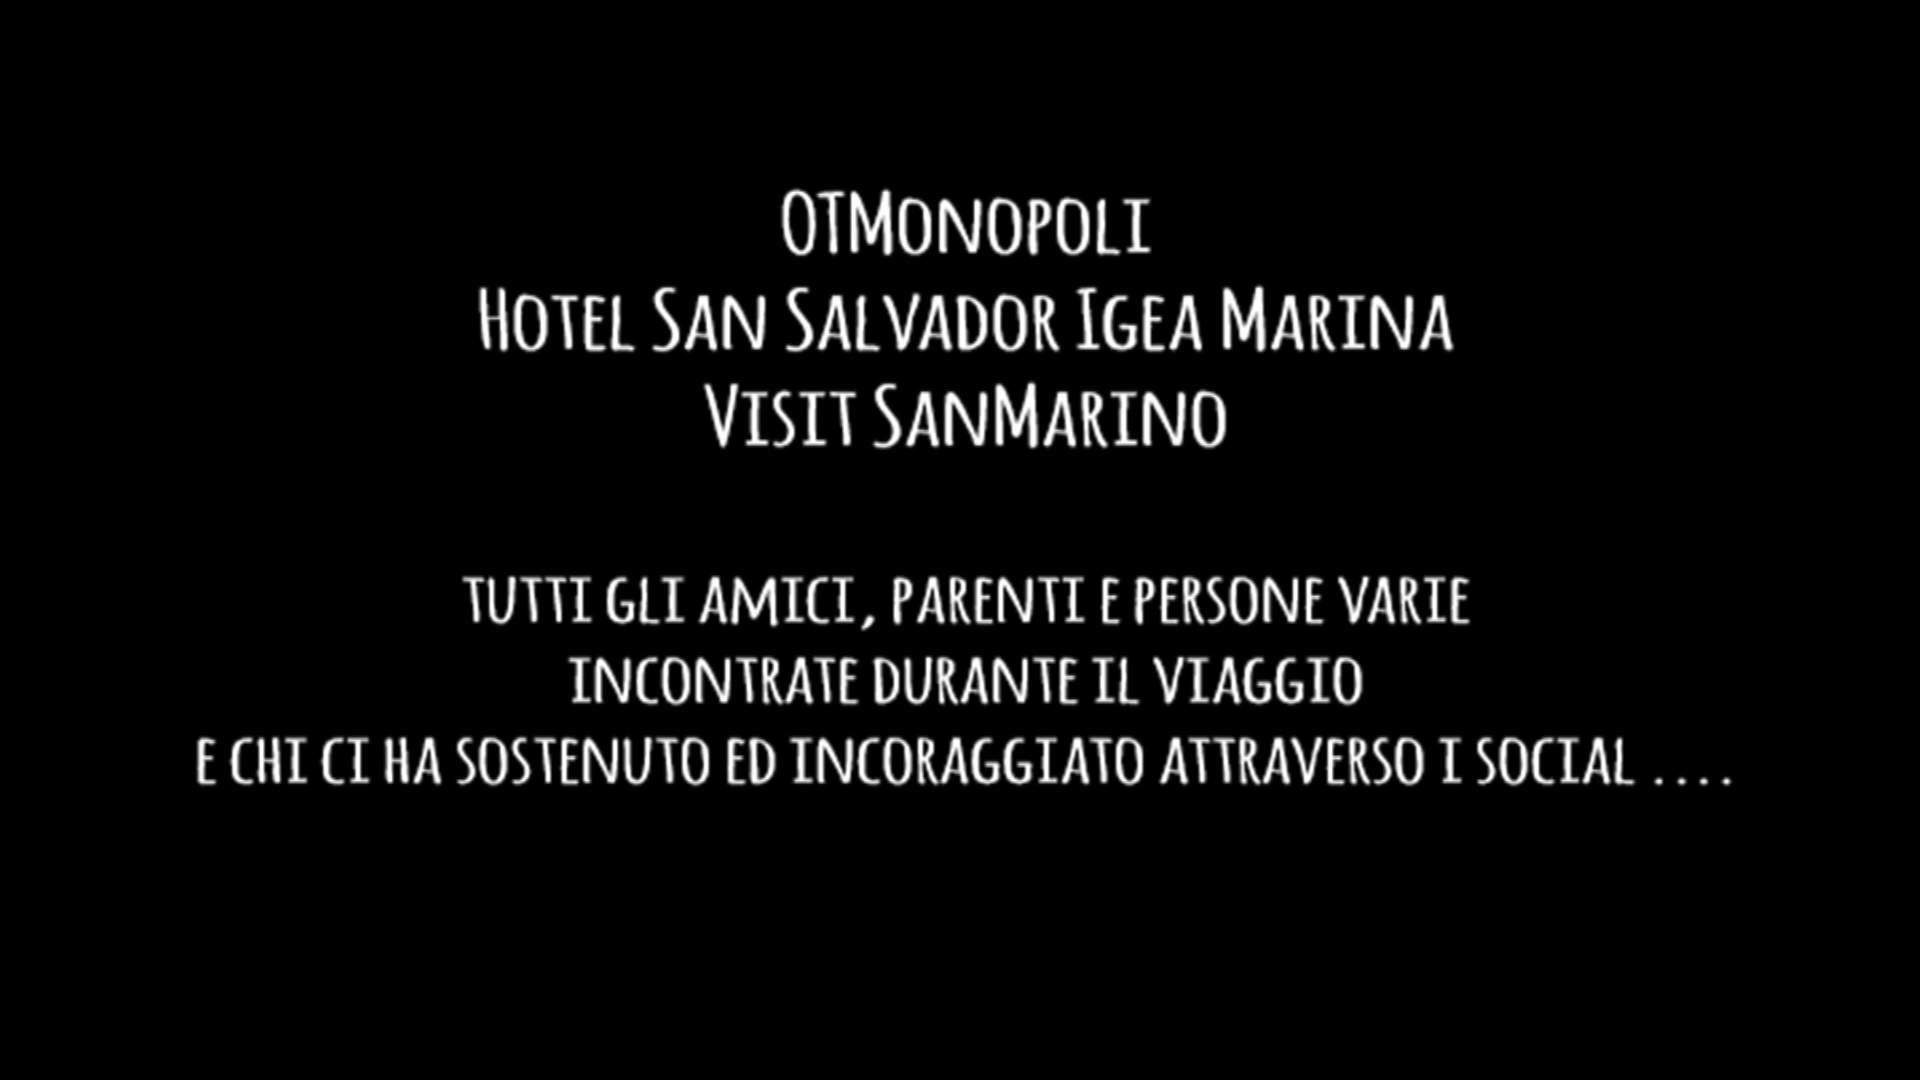 OTMonopoli
Hotel San Salvador Igea Marina
Visit SanMarino
tutti gli amici, parenti e persone varie
incontrate durante il viaggio
e chi ci ha sostenuto ed incoraggiato attraverso i social ....